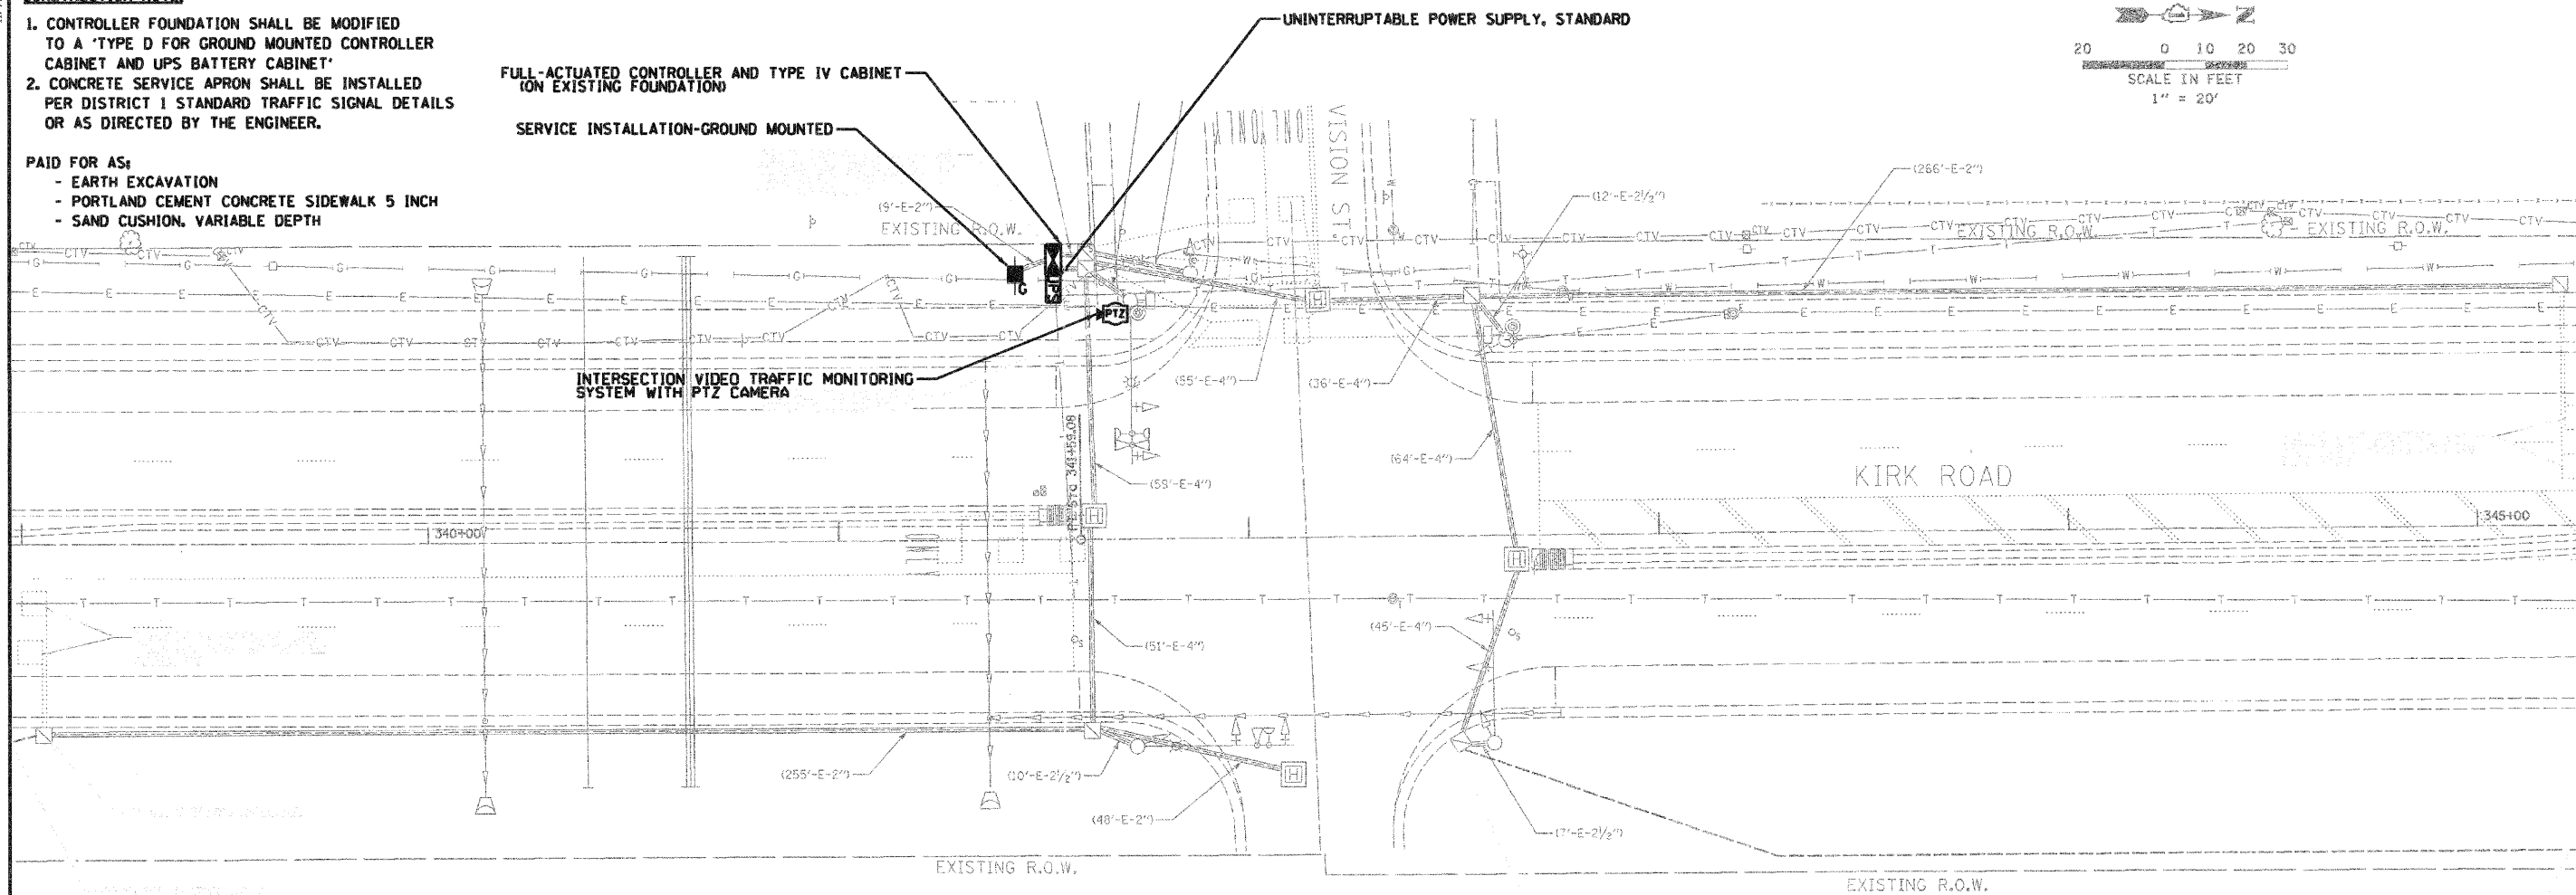 1. CONTROLLER FOUNDATION SHALL BE MODIFIED
TO A 'TYPE D FOR GROUND MOUNTED CONTROLLER
CABINET AND UPS BATTERY CABINET'
2. CONCRETE SERVICE APRON SHALL BE INSTALLED
PER DISTRICT 1 STANDARD TRAFFIC SIGNAL DETAILS
OR AS DIRECTED BY THE ENGINEER.
PAID FOR AS:
- EARTH EXCAVATION
- PORTLAND CEMENT CONCRETE SIDEWALK 5 INCH
- SAND CUSHION, VARIABLE DEPTH
UNINTERRUPTABLE POWER SUPPLY, STANDARD
FULL-ACTUATED CONTROLLER AND TYPE IV CABINET
(ON EXISTING FOUNDATION)
SERVICE INSTALLATION-GROUND MOUNTED
INTERSECTION VIDEO TRAFFIC MONITORING
SYSTEM WITH PTZ CAMERA
Z
20 0 10 20 30
SCALE IN FEET
1" = 20'
VISION ST.
ONLY ONLY
(9'-E-2")
EXISTING R.O.W.
(12'-E-2½")
(266'-E-2")
EXISTING R.O.W.
EXISTING R.O.W.
UPS
G
PTZ
H
(55'-E-4")
(36'-E-4")
(64'-E-4")
(59'-E-4")
341+59.08
KIRK ROAD
H
340+00
345+00
H
(51'-E-4")
(45'-E-4")
(255'-E-2")
(10'-E-2½")
H
(48'-E-2")
(7'-E-2½")
EXISTING R.O.W.
EXISTING R.O.W.